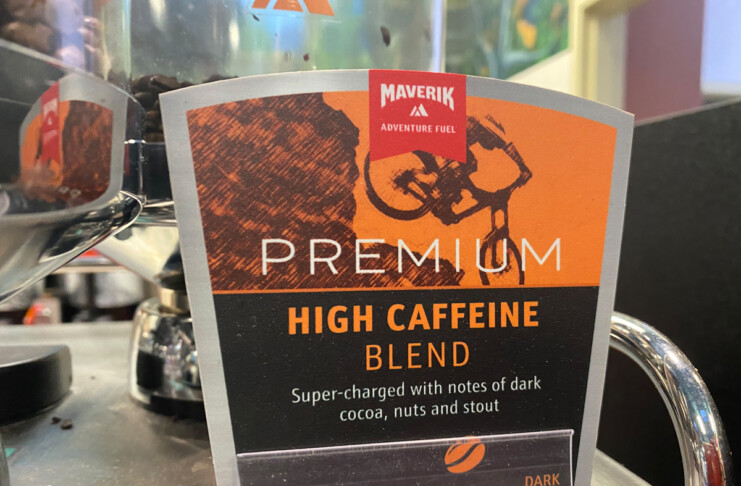 MAVERIK
ADVENTURE FUEL
PREMIUM
HIGH CAFFEINE
BLEND
Super-charged with notes of dark
cocoa, nuts and stout
DARK